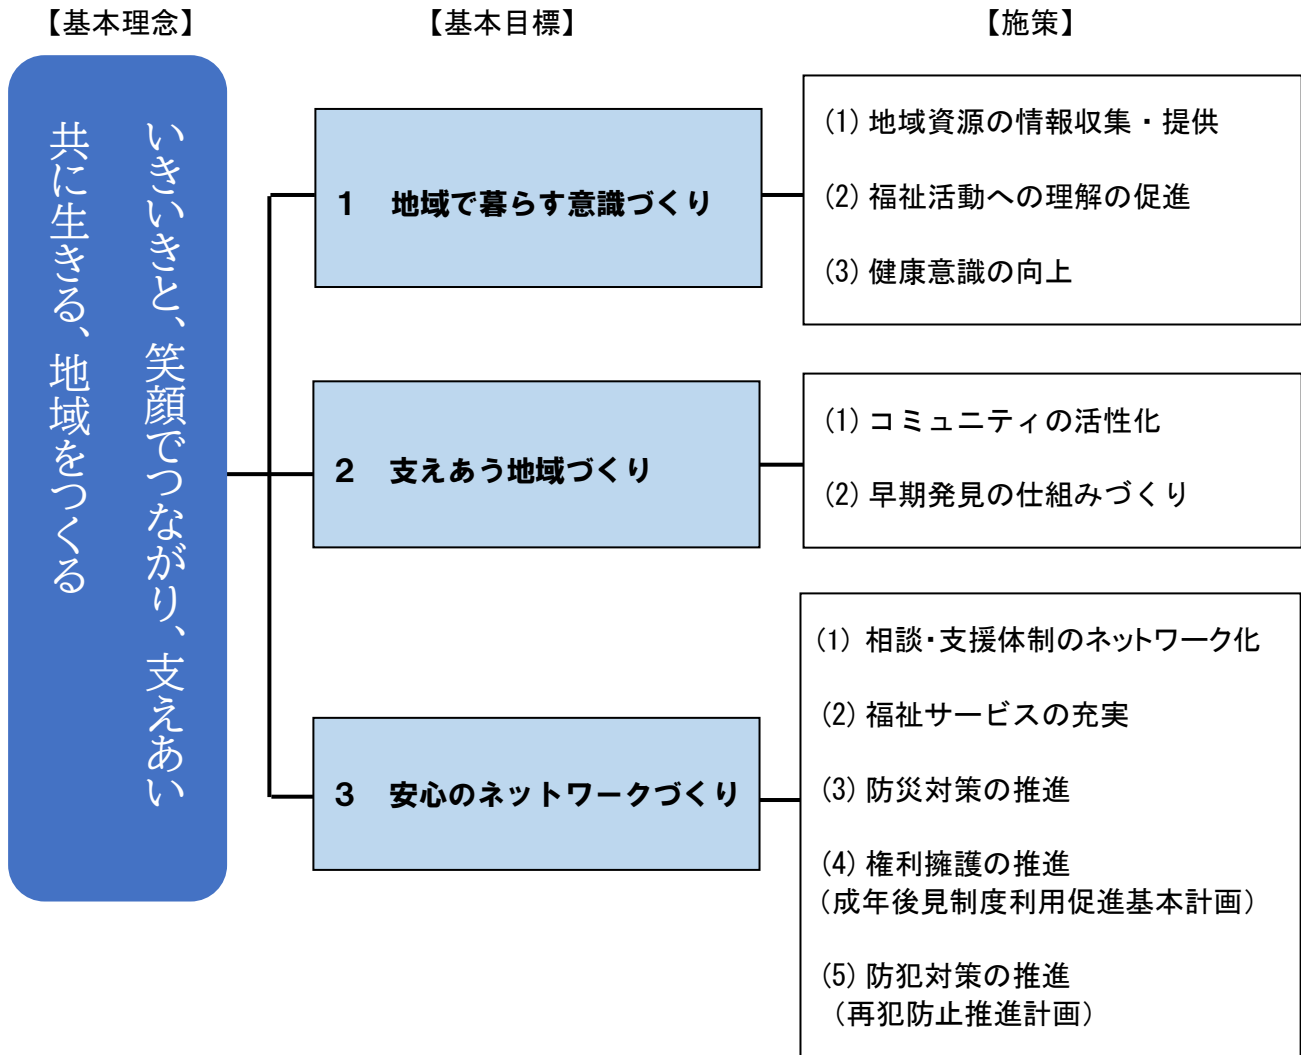 【基本理念】
【基本目標】
【施策】
いきいきと、笑顔でつながり、支えあい
共に生きる、地域をつくる
1 地域で暮らす意識づくり
(1) 地域資源の情報収集・提供
(2) 福祉活動への理解の促進
(3) 健康意識の向上
2 支えあう地域づくり
(1) コミュニティの活性化
(2) 早期発見の仕組みづくり
3 安心のネットワークづくり
(1) 相談・支援体制のネットワーク化
(2) 福祉サービスの充実
(3) 防災対策の推進
(4) 権利擁護の推進
(成年後見制度利用促進基本計画)
(5) 防犯対策の推進
(再犯防止推進計画)